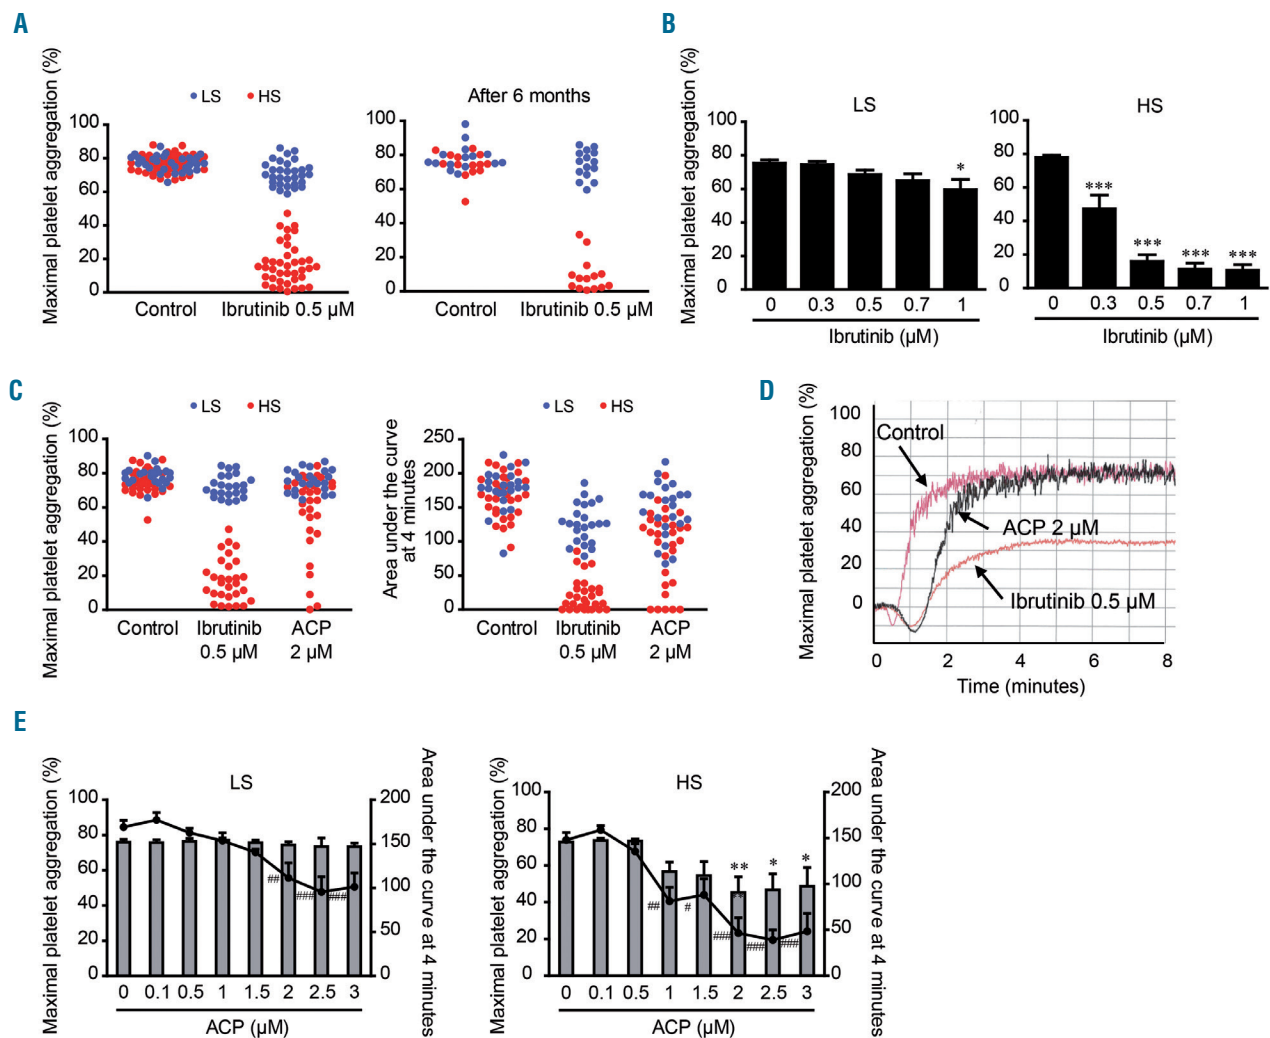 A
Maximal platelet aggregation (%)
LS HS
100
80
60
40
20
0
Control Ibrutinib 0.5 µM
After 6 months
100
80
60
40
20
0
Control Ibrutinib 0.5 µM
B
Maximal platelet aggregation (%)
LS
100
80
60
40
20
0
*
0 0.3 0.5 0.7 1
Ibrutinib (µM)
HS
100
80
60
40
20
0
*** *** *** ***
0 0.3 0.5 0.7 1
Ibrutinib (µM)
C
Maximal platelet aggregation (%)
LS HS
100
80
60
40
20
0
Control Ibrutinib ACP
0.5 µM 2 µM
Area under the curve
at 4 minutes
LS HS
250
200
150
100
50
0
Control Ibrutinib ACP
0.5 µM 2 µM
D
Maximal platelet aggregation (%)
100
80
60
40
20
0
Control
ACP 2 µM
Ibrutinib 0.5 µM
0 2 4 6 8
Time (minutes)
E
Maximal platelet aggregation (%)
LS
100
80
60
40
20
0
## ### ###
200
150
100
50
0
Area under the curve at 4 minutes
0 0.1 0.5 1 1.5 2 2.5 3
ACP (µM)
Maximal platelet aggregation (%)
HS
100
80
60
40
20
0
** * *
**
## # ### ### ###
200
150
100
50
0
Area under the curve at 4 minutes
0 0.1 0.5 1 1.5 2 2.5 3
ACP (µM)